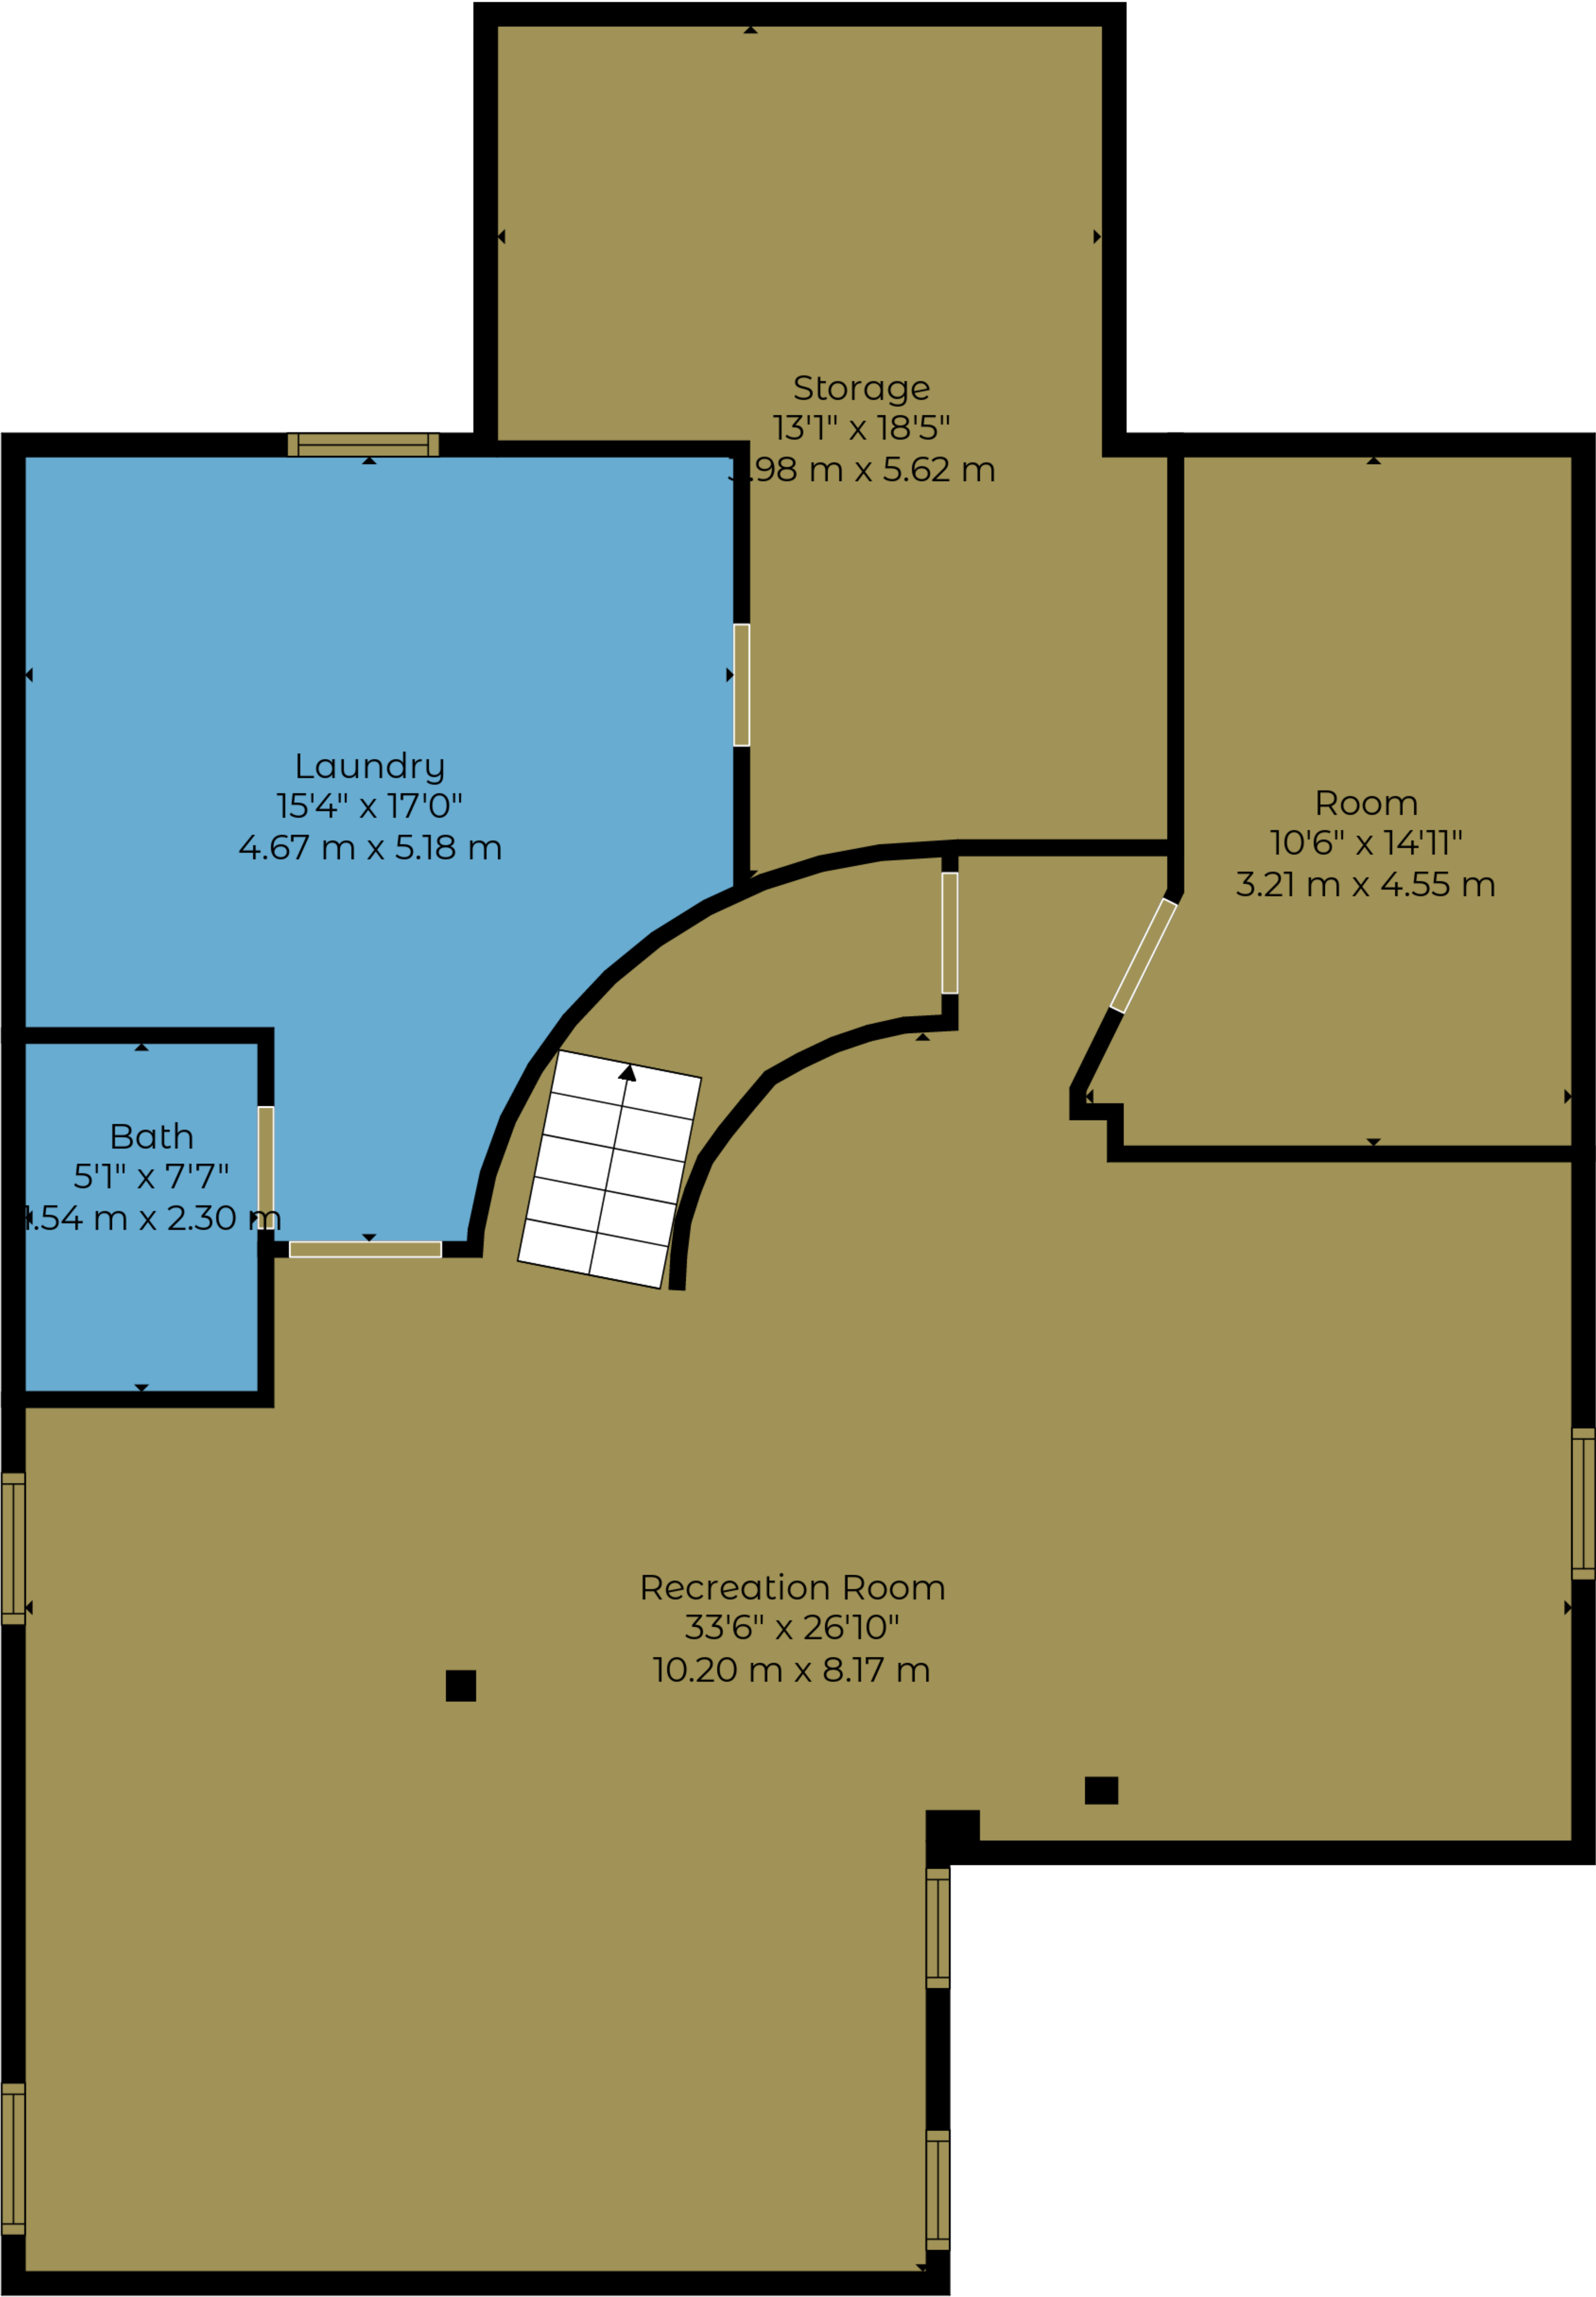 Storage
13'1" x 18'5"
3.98 m x 5.62 m
Laundry
15'4" x 17'0"
4.67 m x 5.18 m
Room
10'6" x 14'11"
3.21 m x 4.55 m
Bath
5'1" x 7'7"
1.54 m x 2.30 m
Recreation Room
33'6" x 26'10"
10.20 m x 8.17 m